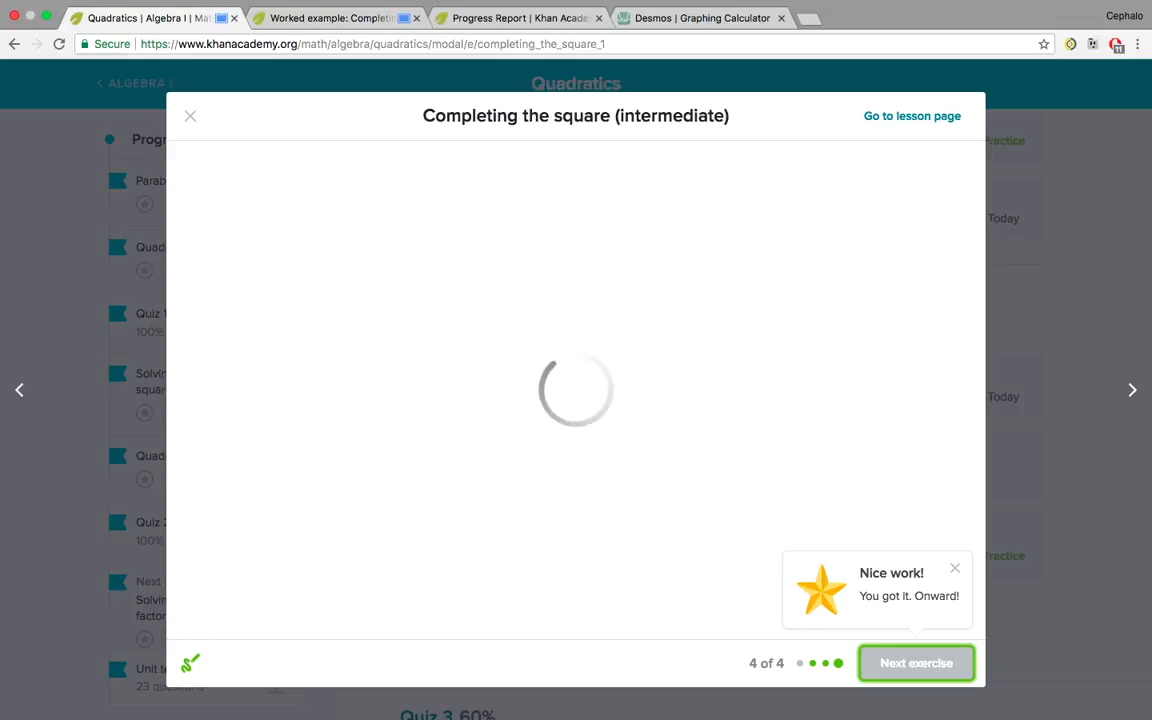 Quadratics | Algebra I | Mat
Worked example: Completin
Progress Report | Khan Acade
Desmos | Graphing Calculator
Cephalo
Secure
https://www.khanacademy.org/math/algebra/quadratics/modal/e/completing_the_square_1
< ALGEBRA I
Quadratics
Completing the square (intermediate)
Go to lesson page
Progr
Practice
Parab
Today
Quad
Quiz 1
100%
Solvin
squar
Today
Quad
Quiz 2
100%
Practice
Next
Solvin
factor
Nice work!
You got it. Onward!
Unit te
23 questions
4 of 4
Next exercise
Quiz 3 60%